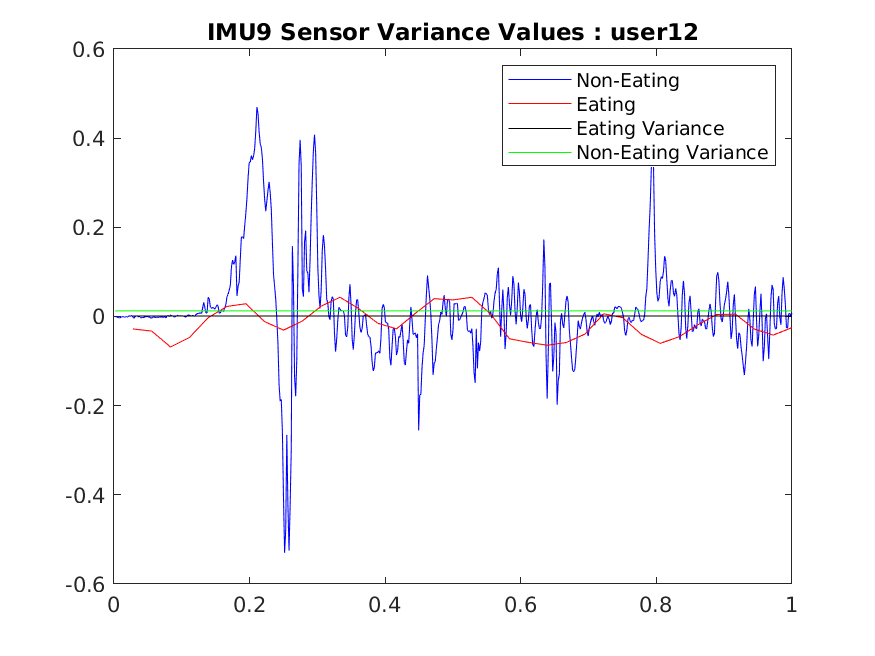 IMU9 Sensor Variance Values : user12
0.6
Non-Eating
Eating
0.4
Eating Variance
Non-Eating Variance
0.2
0
-0.2
-0.4
-0.6
0 0.2 0.4 0.6 0.8 1